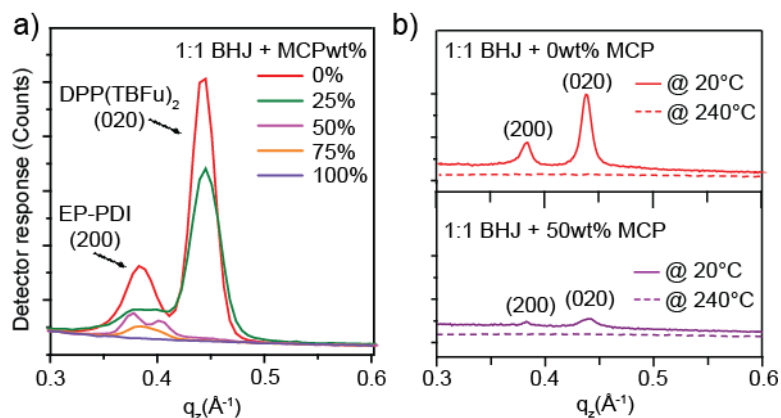 a)
1:1 BHJ + MCPwt%
0%
25%
50%
75%
100%
DPP(TBFu)₂
(020)
EP-PDI
(200)
Detector response (Counts)
0.3 0.4 0.5 0.6
q_z(Å⁻¹)
b)
1:1 BHJ + 0wt% MCP
(020)
(200)
@ 20°C
@ 240°C
1:1 BHJ + 50wt% MCP
@ 20°C
@ 240°C
(200) (020)
0.3 0.4 0.5 0.6
q_z(Å⁻¹)